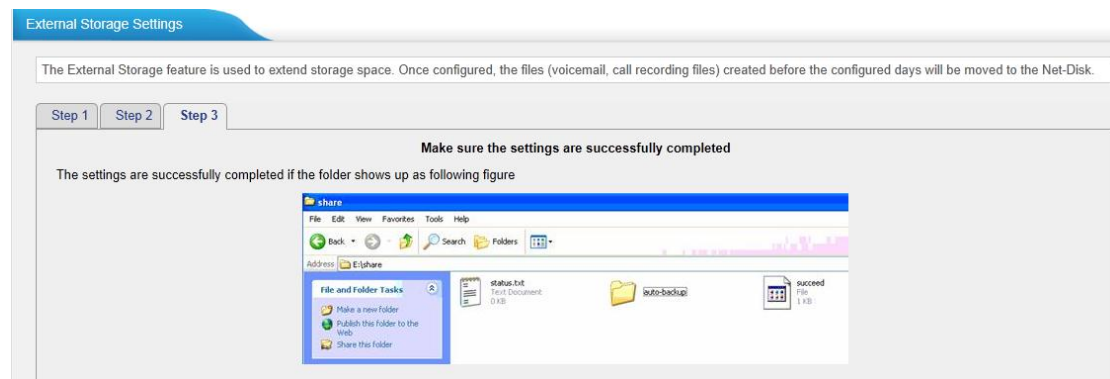 External Storage Settings
The External Storage feature is used to extend storage space. Once configured, the files (voicemail, call recording files) created before the configured days will be moved to the Net-Disk.
Step 1 Step 2 Step 3
Make sure the settings are successfully completed
The settings are successfully completed if the folder shows up as following figure
share
File Edit View Favorites Tools Help
Back Search Folders
Address E:\share
File and Folder Tasks
Make a new folder
Publish this folder to the
Web
Share this folder
status.txt
Text Document
0 KB
auto-backup
succeed
File
1 KB